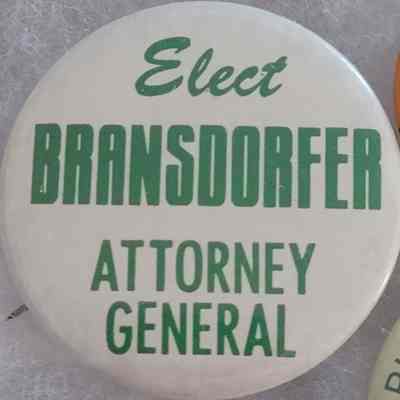 Elect
BRANSDORFER
ATTORNEY
GENERAL